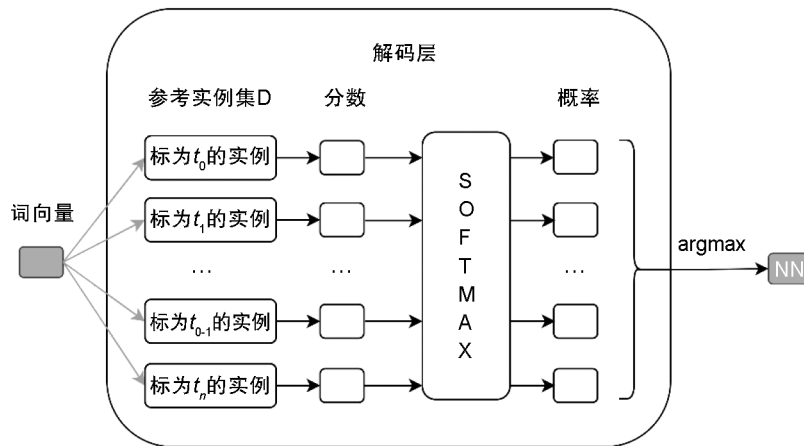 解码层
参考实例集D 分数 概率
标为t₀的实例
词向量
标为t₁的实例
... ... ...
标为t₀₋₁的实例
标为tₙ的实例
SOFTMAX
argmax
NN